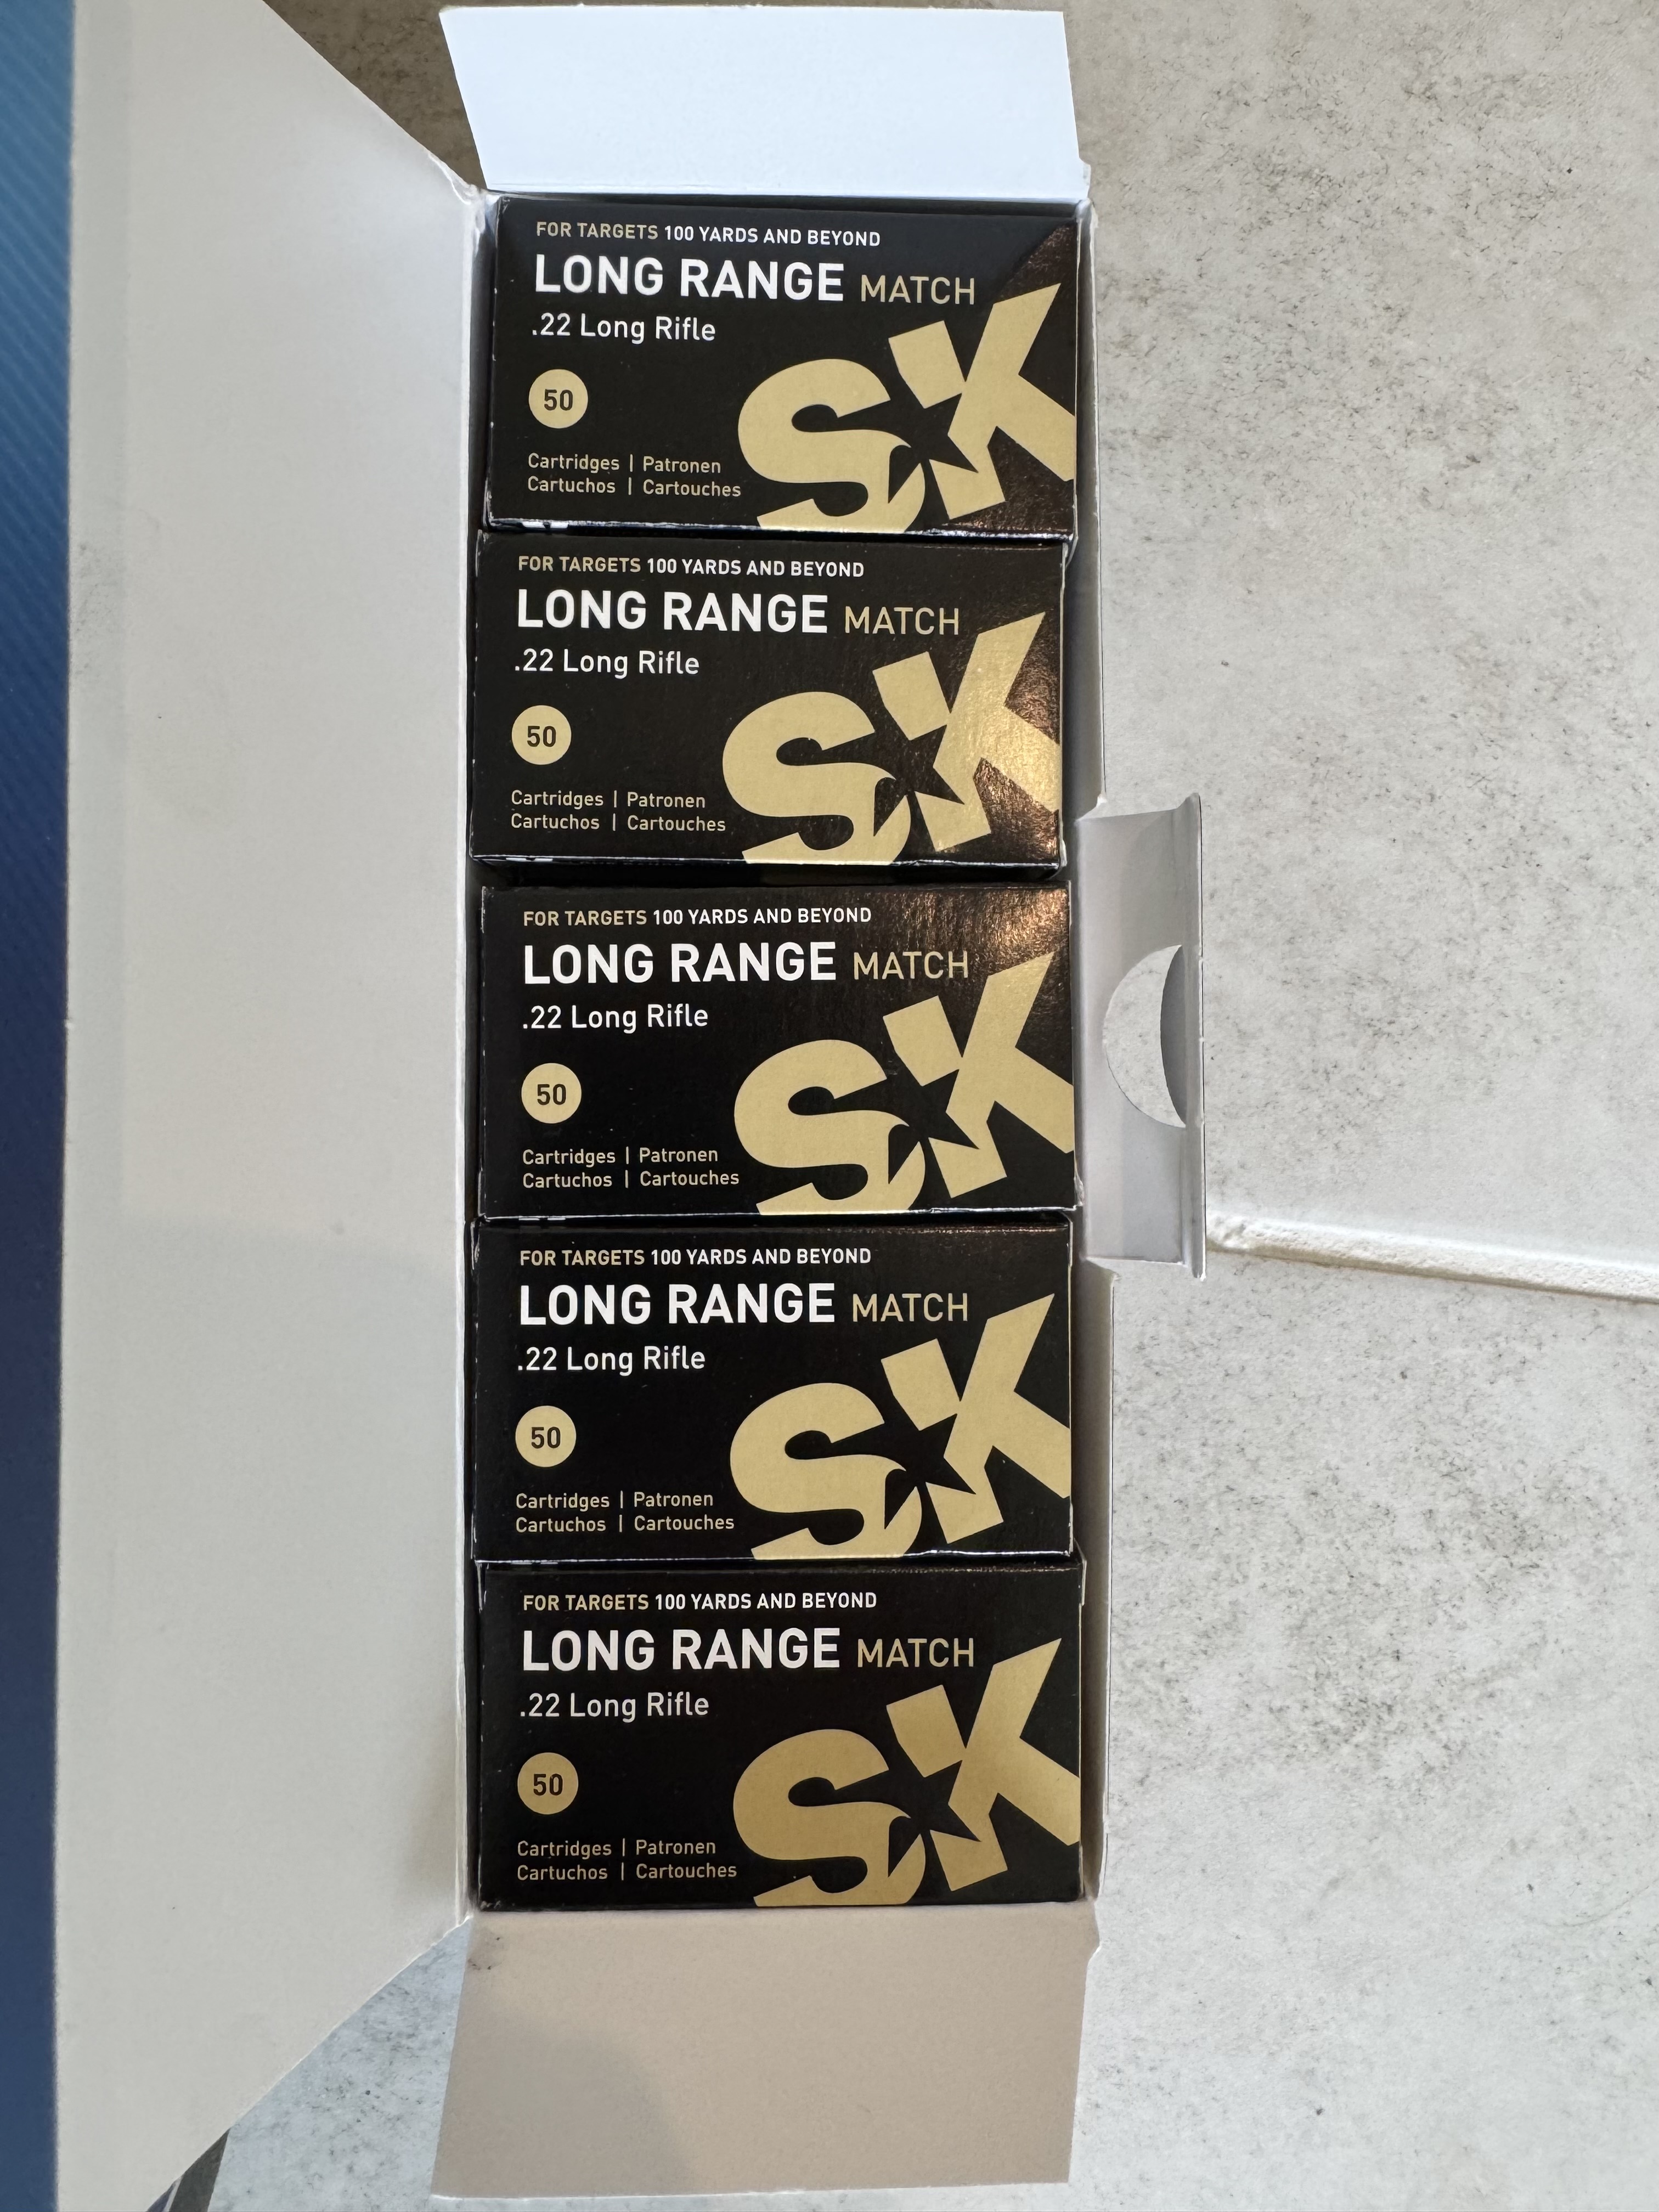 FOR TARGETS 100 YARDS AND BEYOND
LONG RANGE MATCH
.22 Long Rifle
50
SK
Cartridges | Patronen
Cartuchos | Cartouches
FOR TARGETS 100 YARDS AND BEYOND
LONG RANGE MATCH
.22 Long Rifle
50
SK
Cartridges | Patronen
Cartuchos | Cartouches
FOR TARGETS 100 YARDS AND BEYOND
LONG RANGE MATCH
.22 Long Rifle
50
SK
Cartridges | Patronen
Cartuchos | Cartouches
FOR TARGETS 100 YARDS AND BEYOND
LONG RANGE MATCH
.22 Long Rifle
50
SK
Cartridges | Patronen
Cartuchos | Cartouches
FOR TARGETS 100 YARDS AND BEYOND
LONG RANGE MATCH
.22 Long Rifle
50
SK
Cartridges | Patronen
Cartuchos | Cartouches